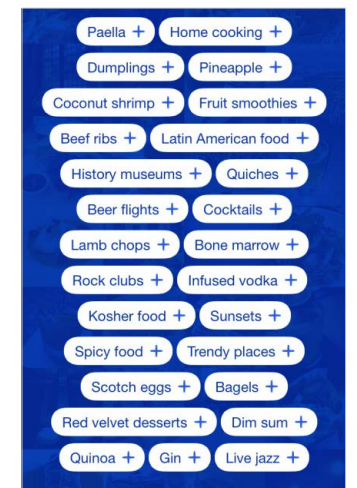 Paella + Home cooking +
Dumplings + Pineapple +
Coconut shrimp + Fruit smoothies +
Beef ribs + Latin American food +
History museums + Quiches +
Beer flights + Cocktails +
Lamb chops + Bone marrow +
Rock clubs + Infused vodka +
Kosher food + Sunsets +
Spicy food + Trendy places +
Scotch eggs + Bagels +
Red velvet desserts + Dim sum +
Quinoa + Gin + Live jazz +